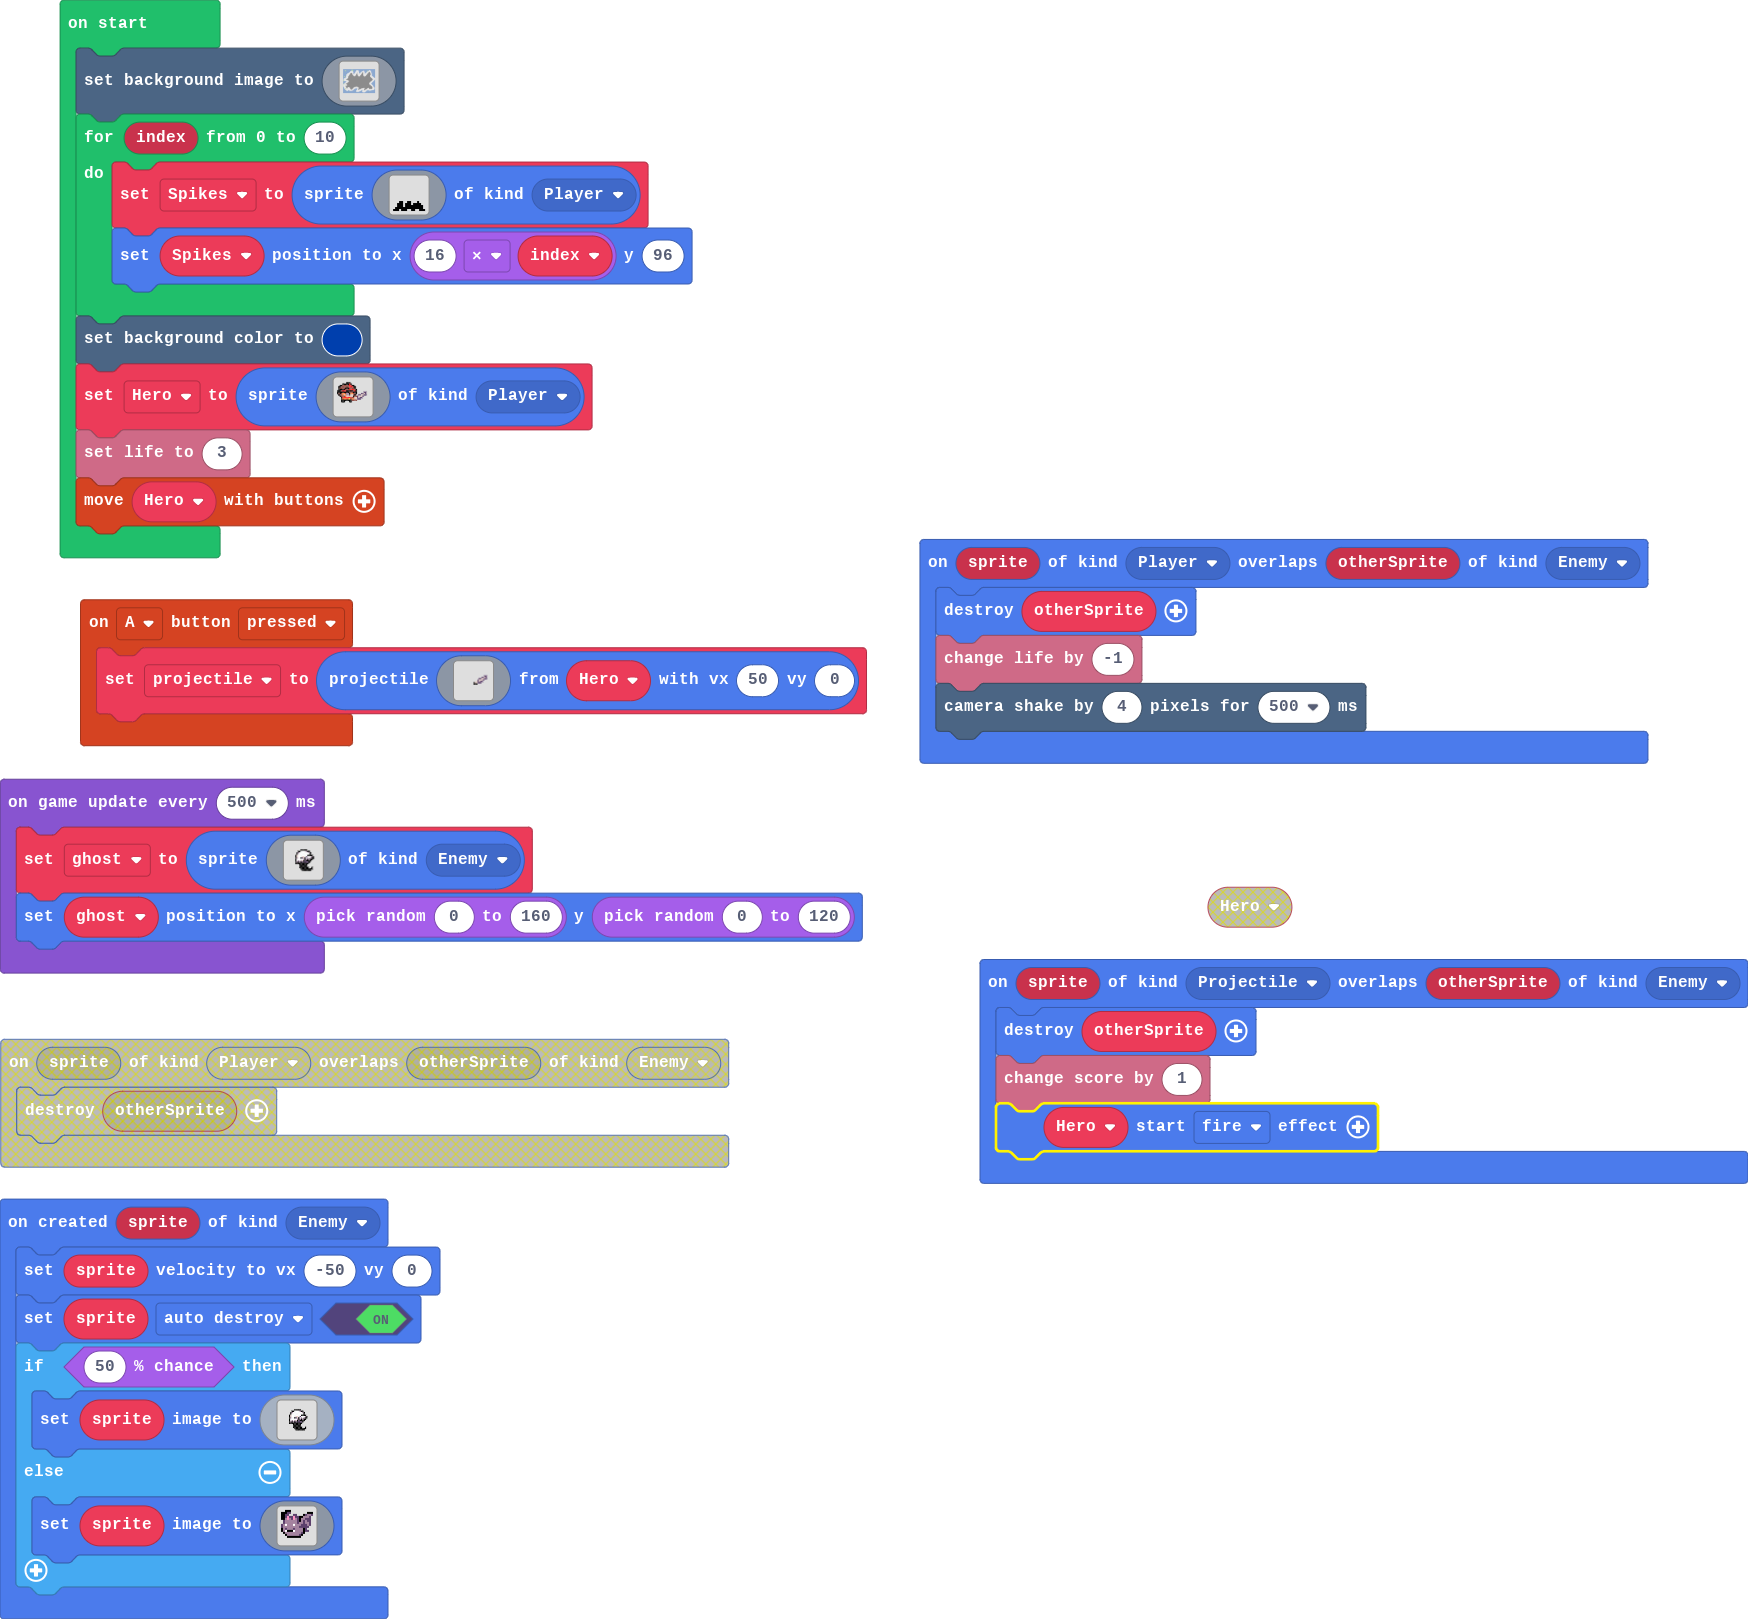 on start
set background image to
for index from 0 to 10
do
set Spikes to sprite of kind Player
set Spikes position to x 16 × index y 96
set background color to
set Hero to sprite of kind Player
set life to 3
move Hero with buttons
on A button pressed
set projectile to projectile from Hero with vx 50 vy 0
on game update every 500 ms
set ghost to sprite of kind Enemy
set ghost position to x pick random 0 to 160 y pick random 0 to 120
on sprite of kind Player overlaps otherSprite of kind Enemy
destroy otherSprite
on created sprite of kind Enemy
set sprite velocity to vx -50 vy 0
set sprite auto destroy ON
if 50 % chance then
set sprite image to
else
set sprite image to
on sprite of kind Player overlaps otherSprite of kind Enemy
destroy otherSprite
change life by -1
camera shake by 4 pixels for 500 ms
Hero
on sprite of kind Projectile overlaps otherSprite of kind Enemy
destroy otherSprite
change score by 1
Hero start fire effect